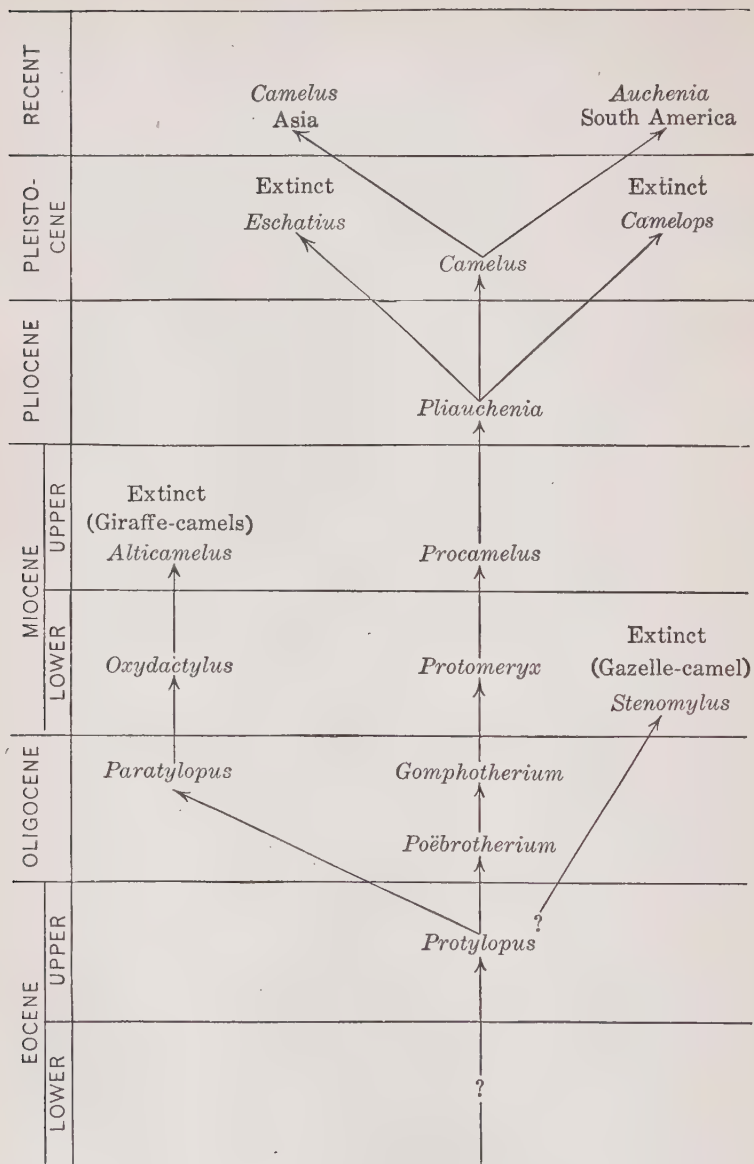 RECENT
Camelus
Asia
Auchenia
South America
PLEISTO-
CENE
Extinct
Eschatius
Extinct
Camelops
Camelus
PLIOCENE
Pliauchenia
MIOCENE
UPPER
Extinct
(Giraffe-camels)
Alticamelus
Procamelus
LOWER
Oxydactylus
Protomeryx
Extinct
(Gazelle-camel)
Stenomylus
OLIGOCENE
Paratylopus
Gomphotherium
Poëbrotherium
EOCENE
UPPER
?
Protylopus
LOWER
?